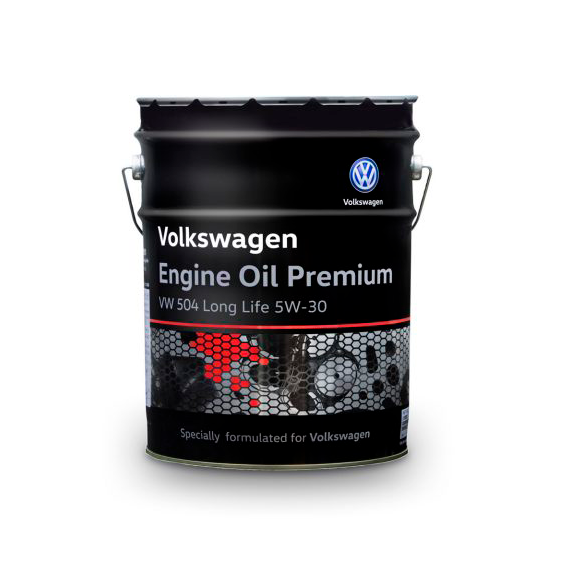 Volkswagen
Volkswagen
Engine Oil Premium
VW 504 Long Life 5W-30
Specially formulated for Volkswagen